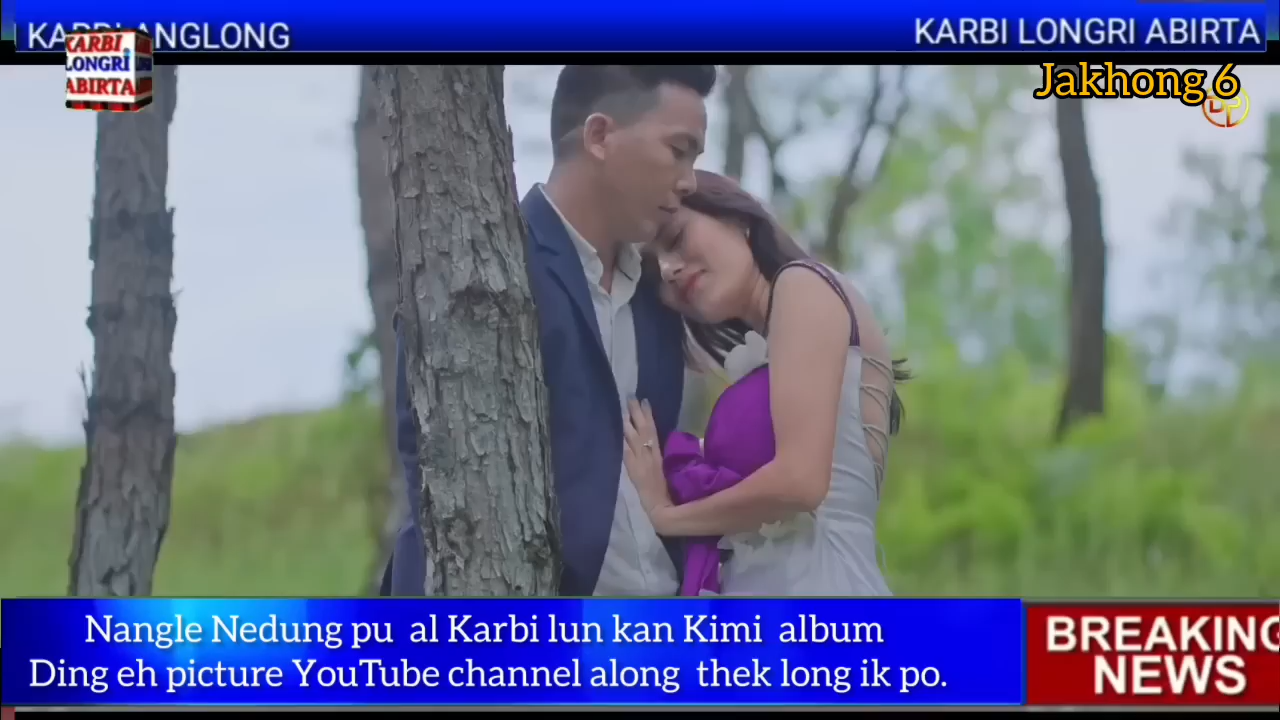 KARBI ANGLONG
KARBI LONGRI ABIRTA
KARBI
LONGRI
ABIRTA
Jakhong 6
Nangle Nedung pu al Karbi lun kan Kimi album
Ding eh picture YouTube channel along thek long ik po.
BREAKING
NEWS